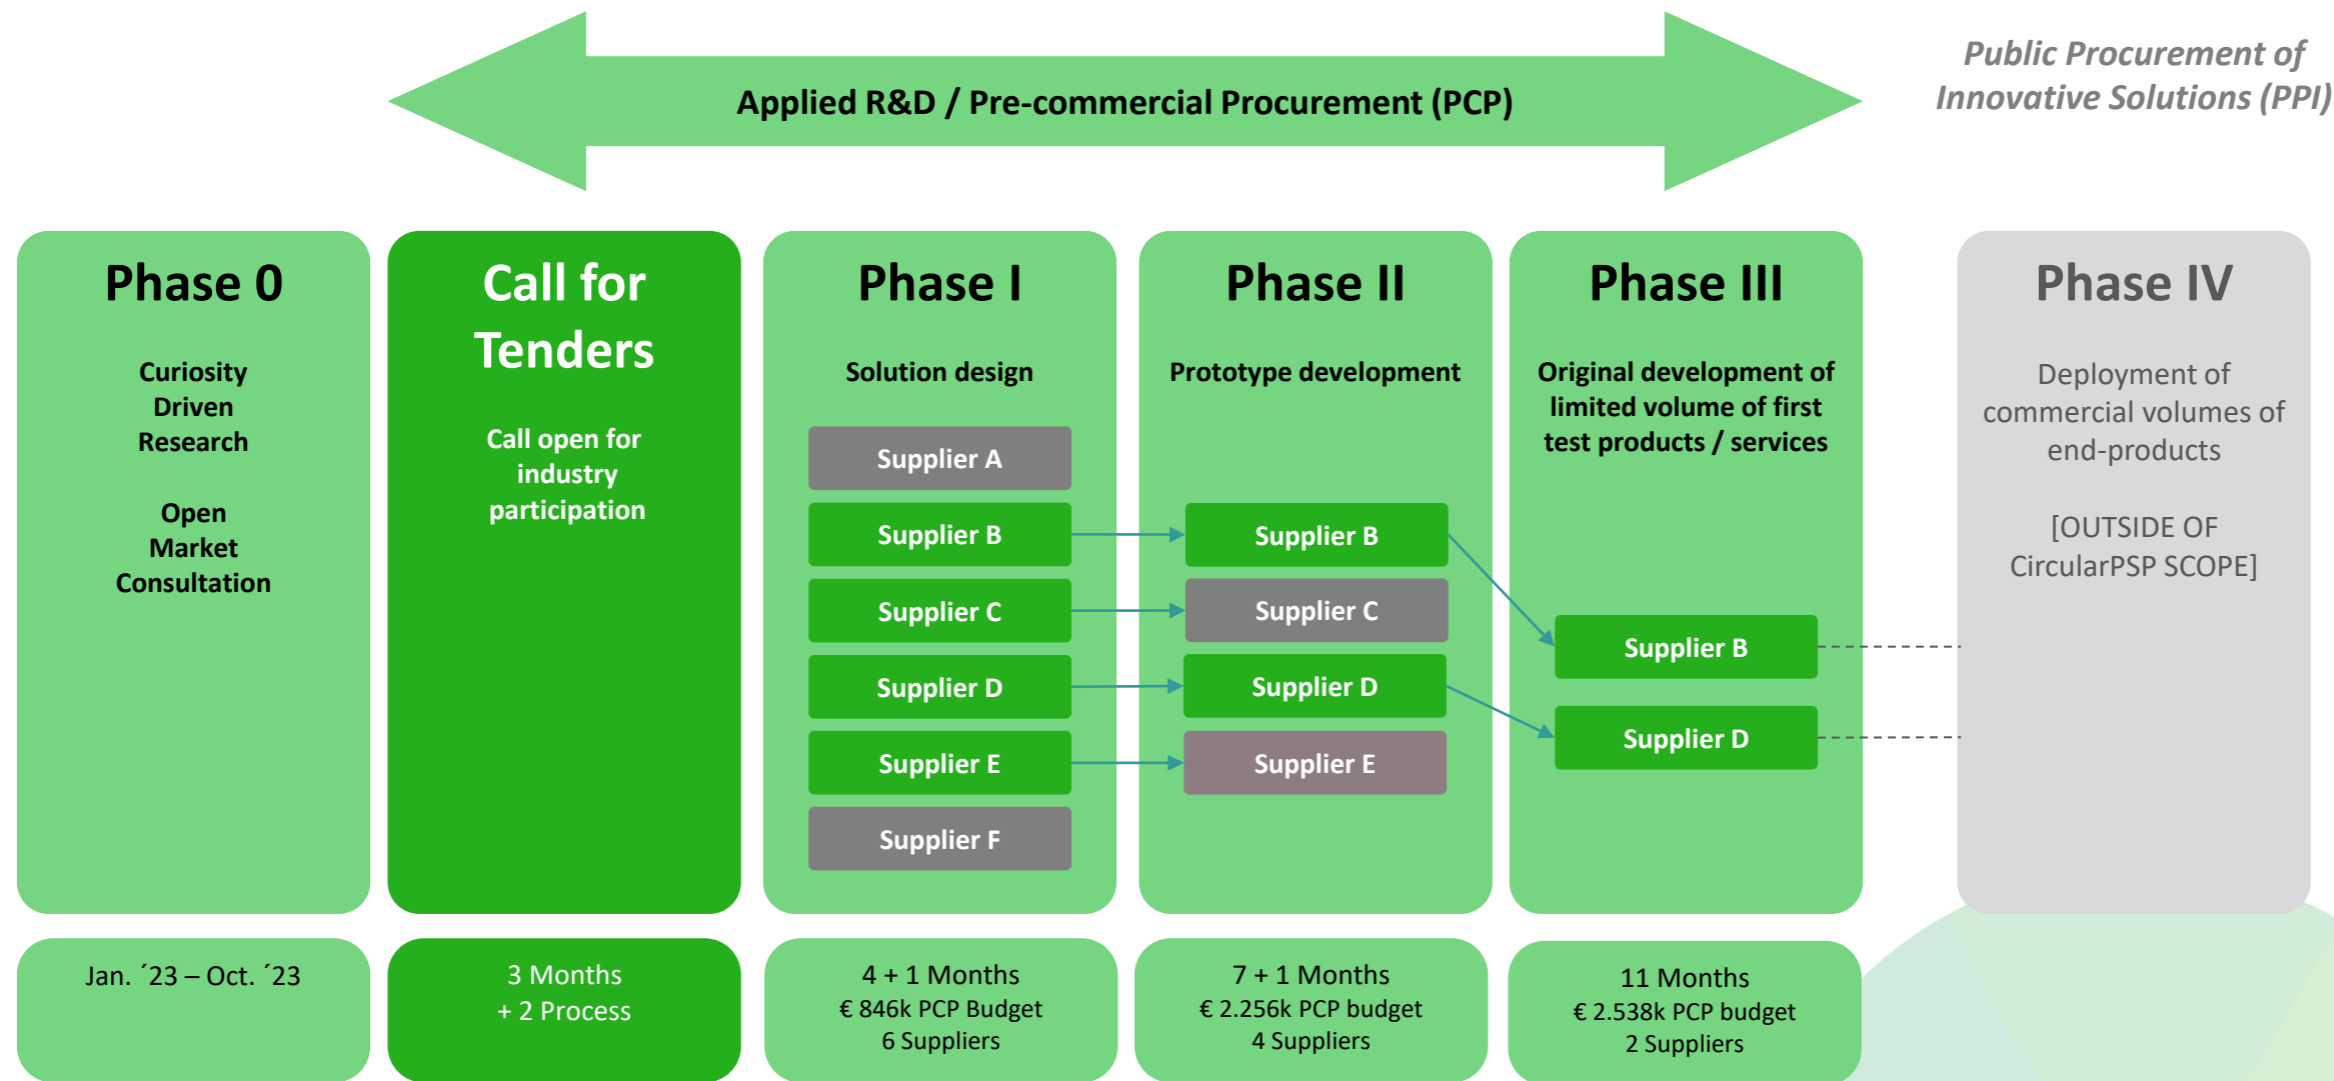 Applied R&D / Pre-commercial Procurement (PCP)
Public Procurement of
Innovative Solutions (PPI)
Phase 0
Curiosity
Driven
Research
Open
Market
Consultation
Jan. ´23 – Oct. ´23
Call for
Tenders
Call open for
industry
participation
3 Months
+ 2 Process
Phase I
Solution design
Supplier A
Supplier B
Supplier C
Supplier D
Supplier E
Supplier F
4 + 1 Months
€ 846k PCP Budget
6 Suppliers
Phase II
Prototype development
Supplier B
Supplier C
Supplier D
Supplier E
7 + 1 Months
€ 2.256k PCP budget
4 Suppliers
Phase III
Original development of
limited volume of first
test products / services
Supplier B
Supplier D
11 Months
€ 2.538k PCP budget
2 Suppliers
Phase IV
Deployment of
commercial volumes of
end-products
[OUTSIDE OF
CircularPSP SCOPE]